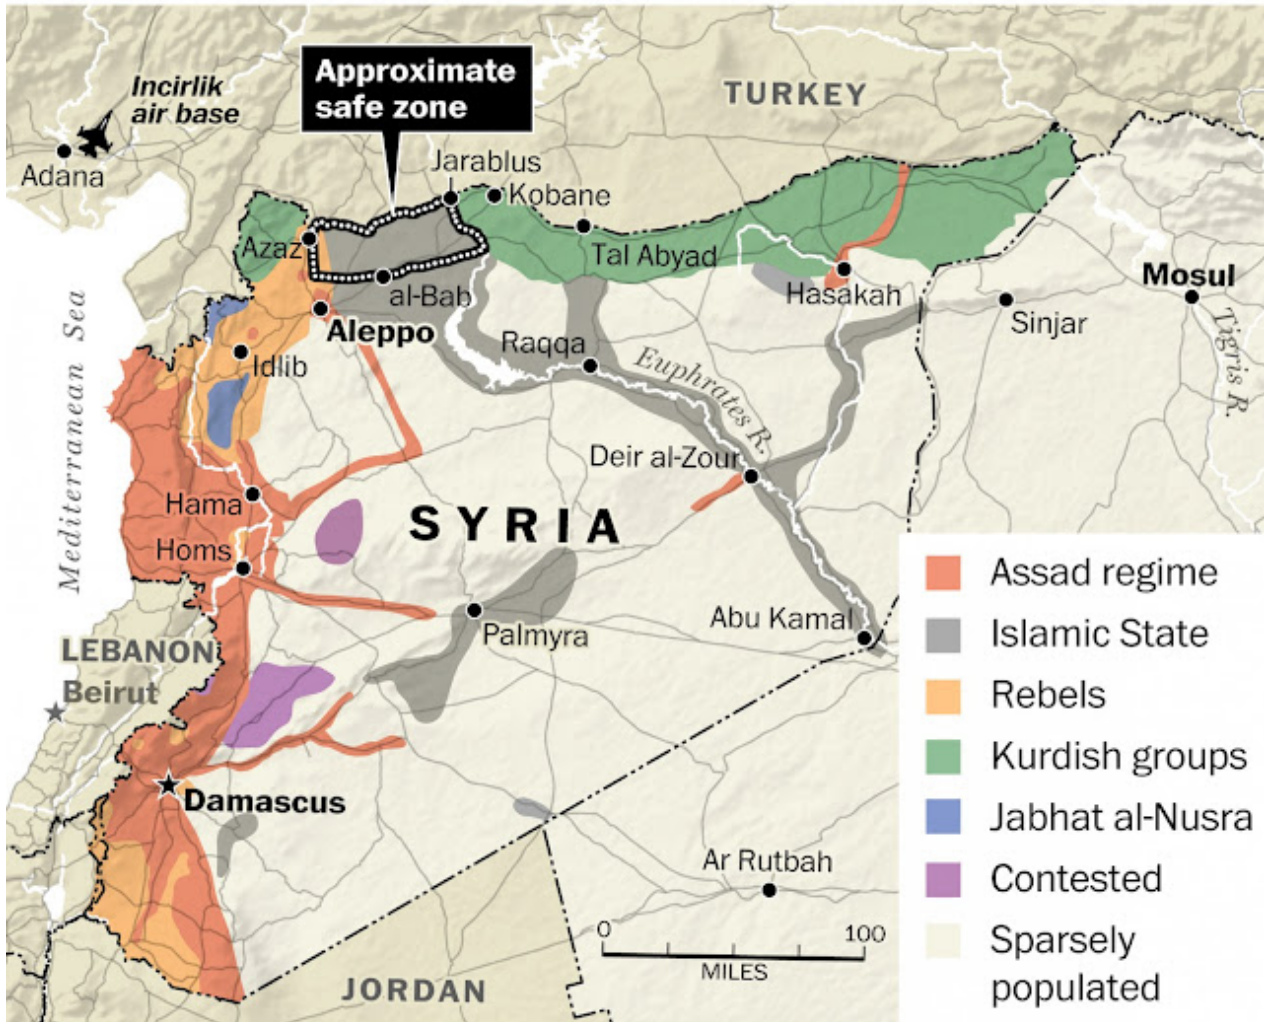 Incirlik
air base
Adana
Approximate
safe zone
TURKEY
Jarablus
Kobane
Azaz
Tal Abyad
al-Bab
Hasakah
Mosul
Sinjar
Tigris R.
Aleppo
Idlib
Raqqa
Euphrates R.
Mediterranean Sea
Deir al-Zour
Hama
SYRIA
Homs
Palmyra
Abu Kamal
LEBANON
Beirut
Damascus
Ar Rutbah
0
100
MILES
JORDAN
Assad regime
Islamic State
Rebels
Kurdish groups
Jabhat al-Nusra
Contested
Sparsely
populated